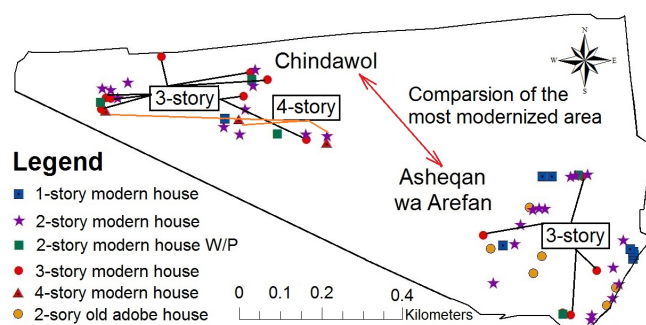 N
W E
S
Chindawol
3-story
4-story
Comparsion of the
most modernized area
Asheqan
wa Arefan
3-story
Legend
1-story modern house
2-story modern house
2-story modern house W/P
3-story modern house
4-story modern house
2-sory old adobe house
0 0.2 0.4
Kilometers